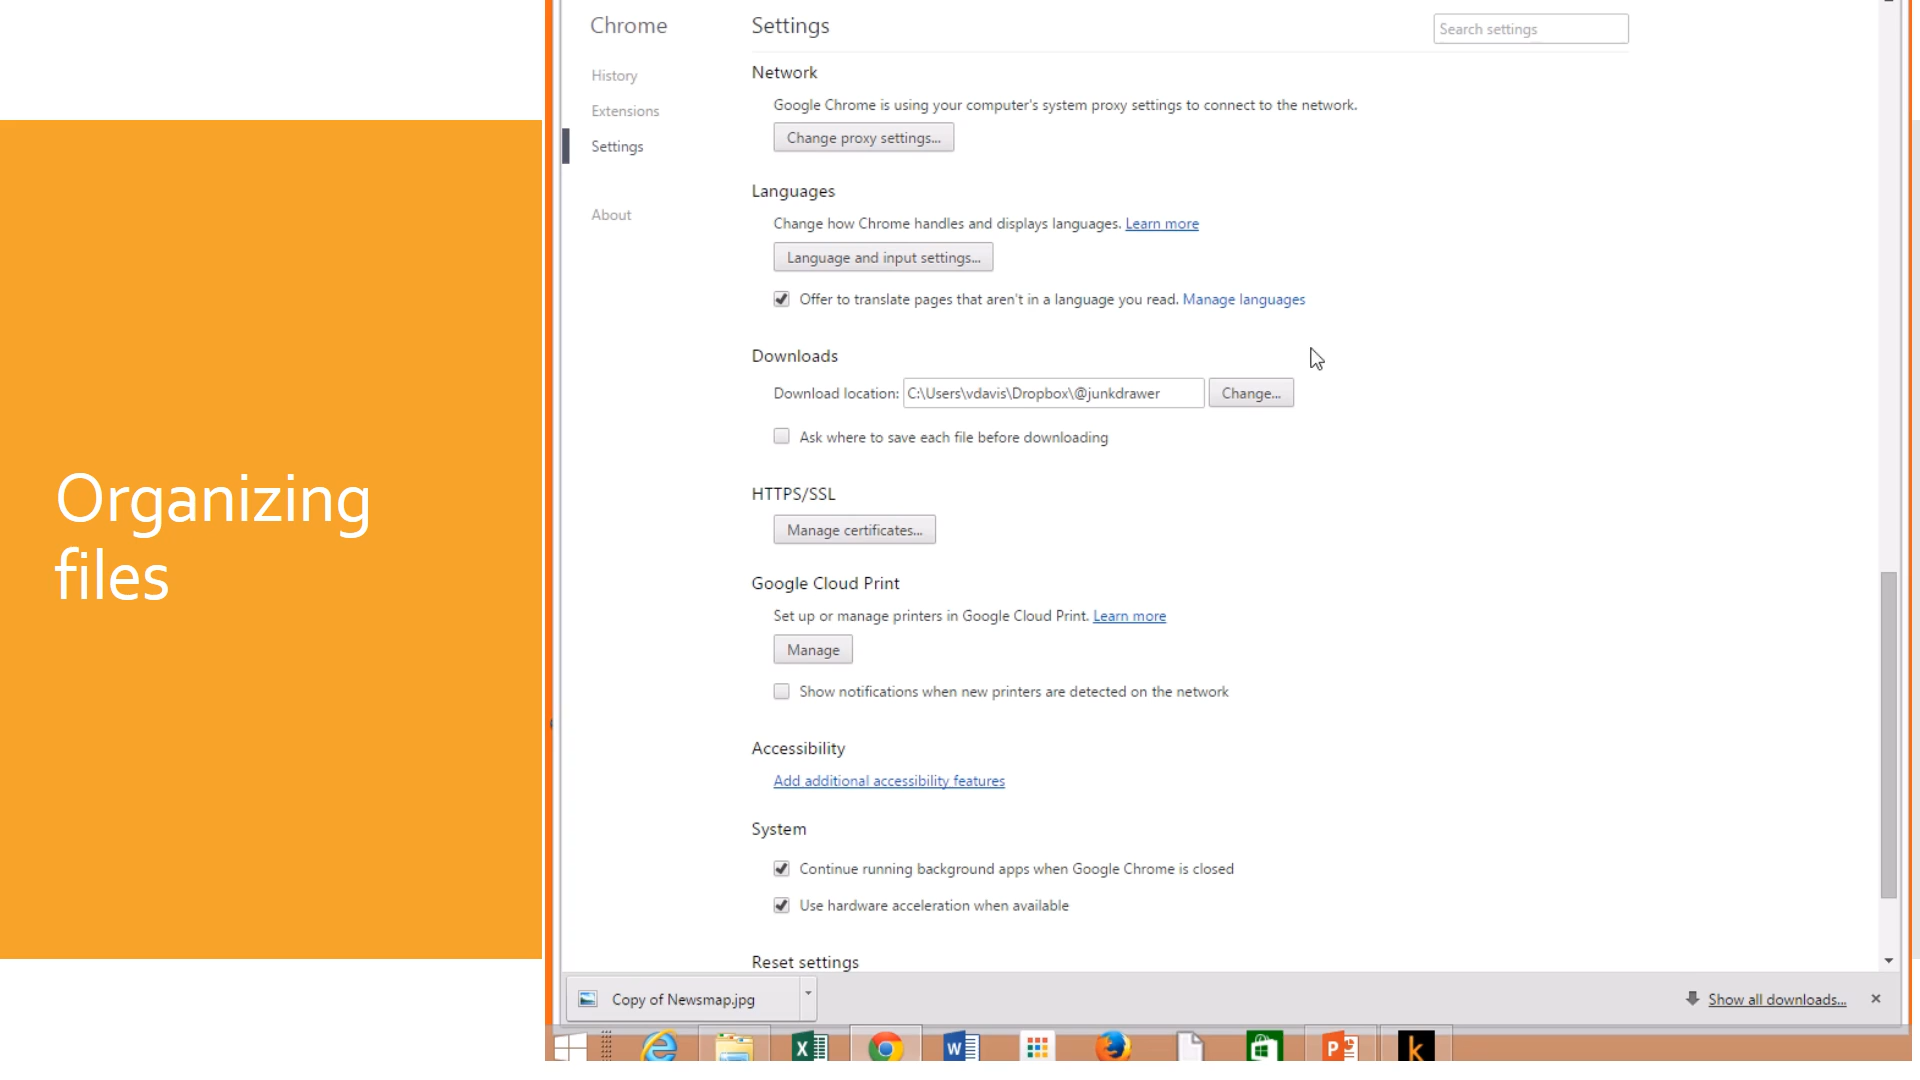 Organizing
files
Chrome
History
Extensions
Settings
About
Settings
Search settings
Network
Google Chrome is using your computer's system proxy settings to connect to the network.
Change proxy settings...
Languages
Change how Chrome handles and displays languages. Learn more
Language and input settings...
Offer to translate pages that aren't in a language you read. Manage languages
Downloads
Download location: C:\Users\vdavis\Dropbox\@junkdrawer Change...
Ask where to save each file before downloading
HTTPS/SSL
Manage certificates...
Google Cloud Print
Set up or manage printers in Google Cloud Print. Learn more
Manage
Show notifications when new printers are detected on the network
Accessibility
Add additional accessibility features
System
Continue running background apps when Google Chrome is closed
Use hardware acceleration when available
Reset settings
Copy of Newsmap.jpg
Show all downloads...